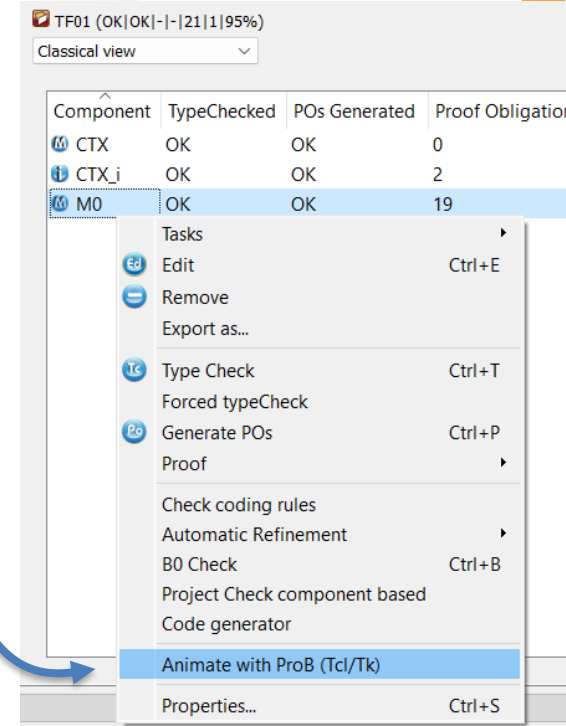 TF01 (OK|OK|-|-|21|1|95%)
Classical view
Component TypeChecked POs Generated Proof Obligation
M CTX OK OK 0
i CTX_i OK OK 2
M M0 OK OK 19
Tasks
Ed Edit Ctrl+E
Remove
Export as...
Tc Type Check Ctrl+T
Forced typeCheck
Po Generate POs Ctrl+P
Proof
Check coding rules
Automatic Refinement
B0 Check Ctrl+B
Project Check component based
Code generator
Animate with ProB (Tcl/Tk)
Properties... Ctrl+S